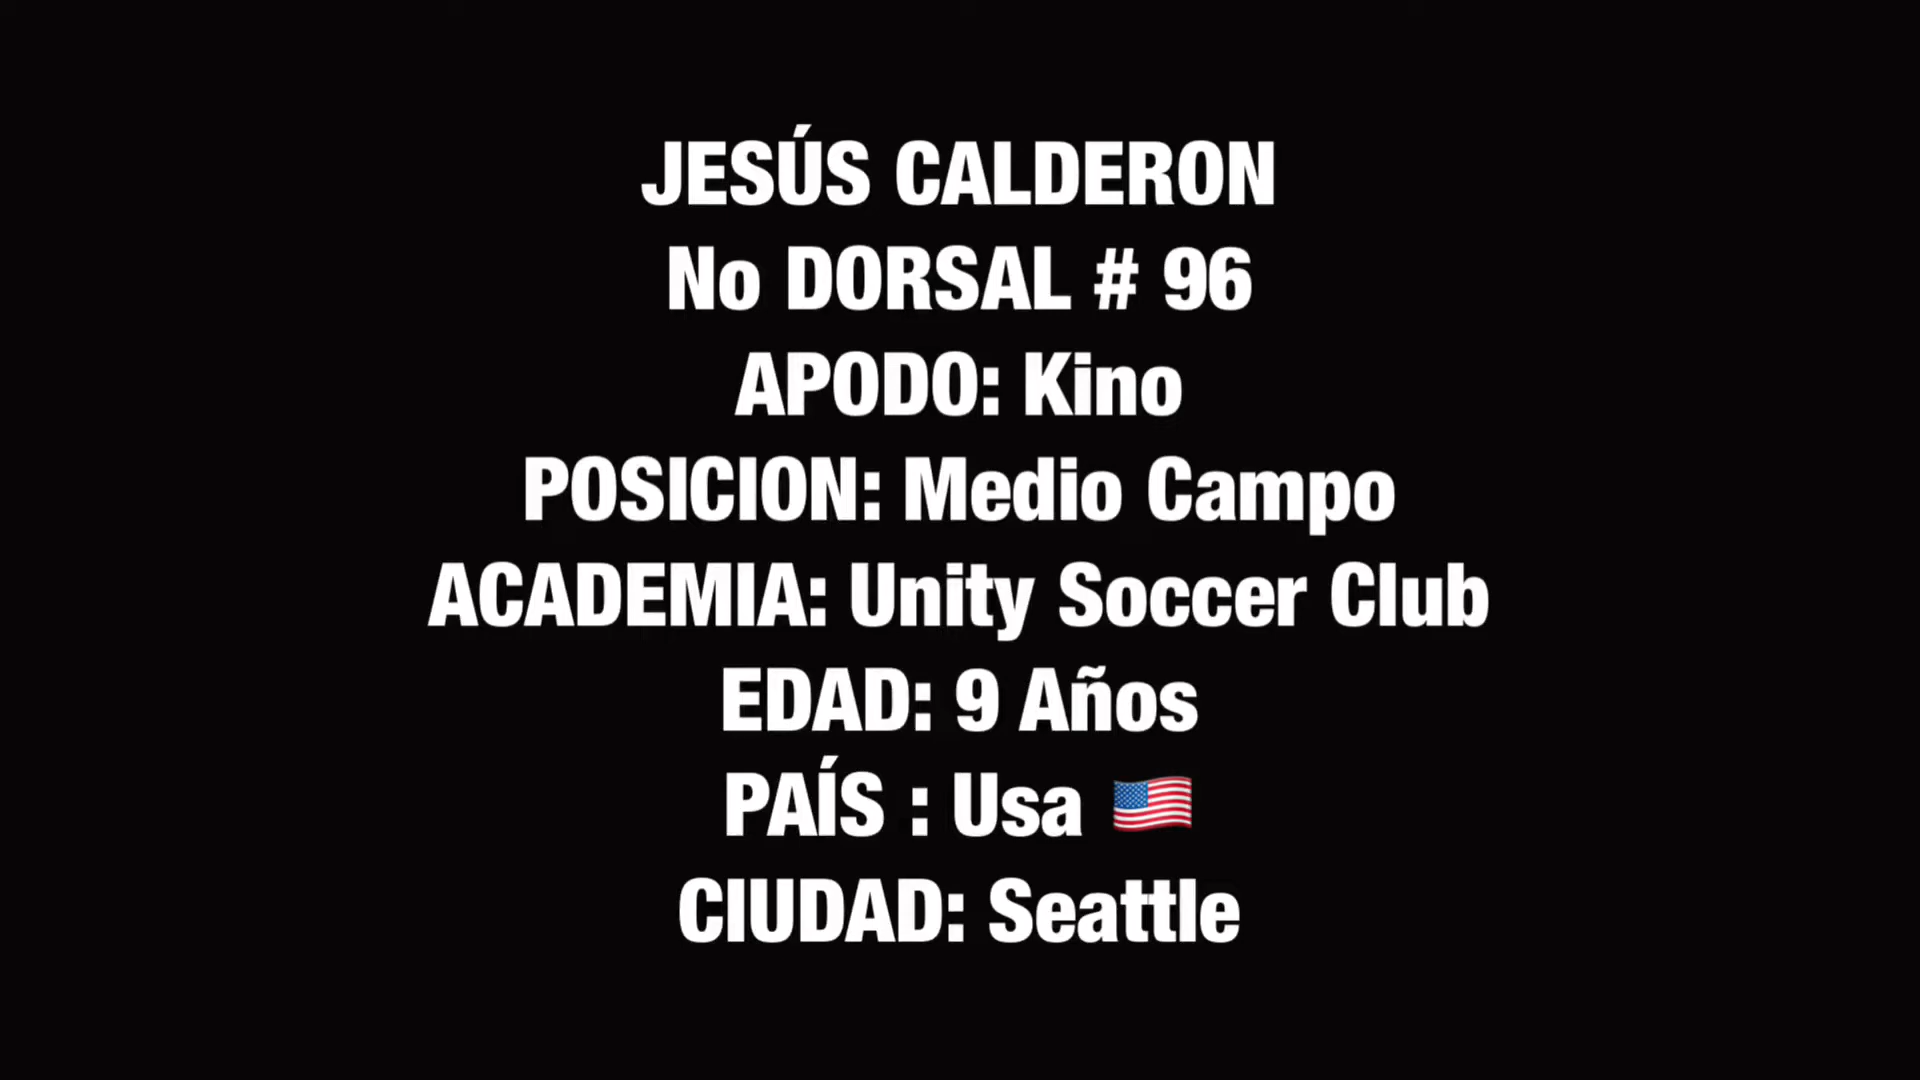 JESÚS CALDERON
No DORSAL # 96
APODO: Kino
POSICION: Medio Campo
ACADEMIA: Unity Soccer Club
EDAD: 9 Años
PAÍS : Usa 🇺🇸
CIUDAD: Seattle